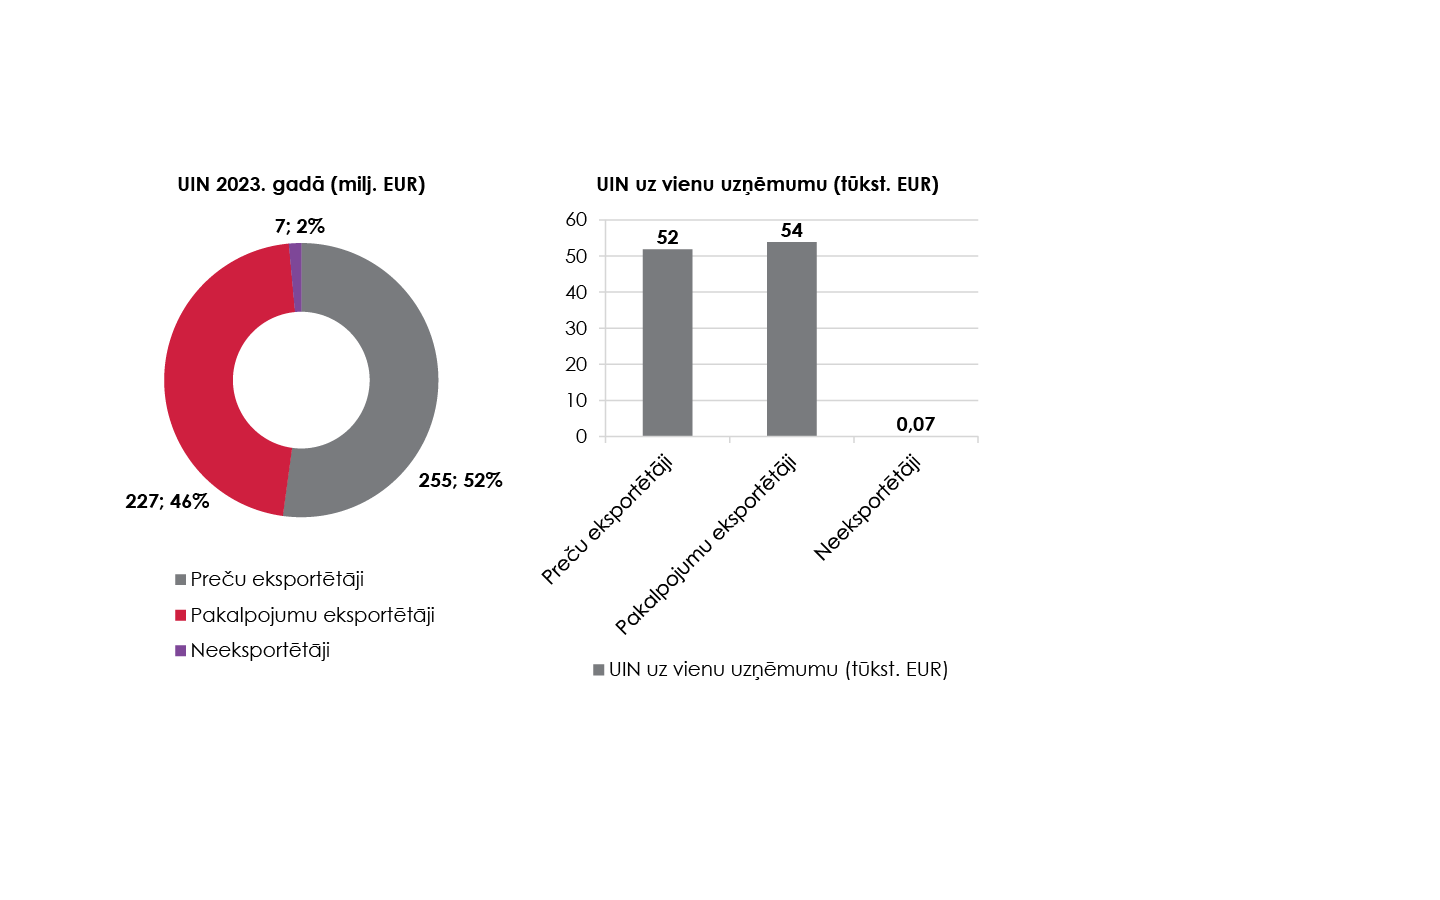 UIN 2023. gadā (milj. EUR)
7; 2%
255; 52%
227; 46%
Preču eksportētāji
Pakalpojumu eksportētāji
Neeksportētāji
UIN uz vienu uzņēmumu (tūkst. EUR)
60
50
40
30
20
10
0
52
54
0,07
Preču eksportētāji
Pakalpojumu eksportētāji
Neeksportētāji
UIN uz vienu uzņēmumu (tūkst. EUR)